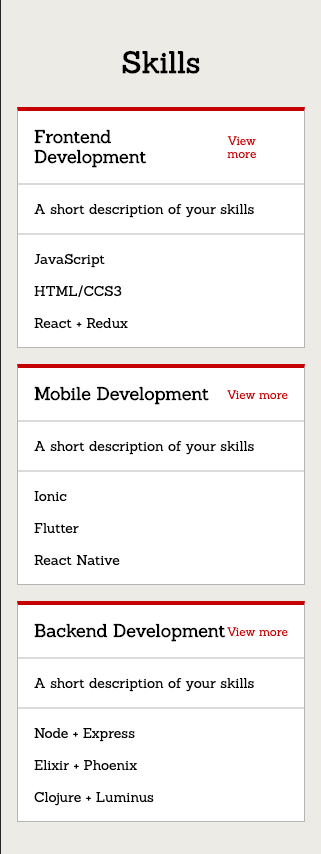 Skills
Frontend
Development
View
more
A short description of your skills
JavaScript
HTML/CCS3
React + Redux
Mobile Development
View more
A short description of your skills
Ionic
Flutter
React Native
Backend Development
View more
A short description of your skills
Node + Express
Elixir + Phoenix
Clojure + Luminus